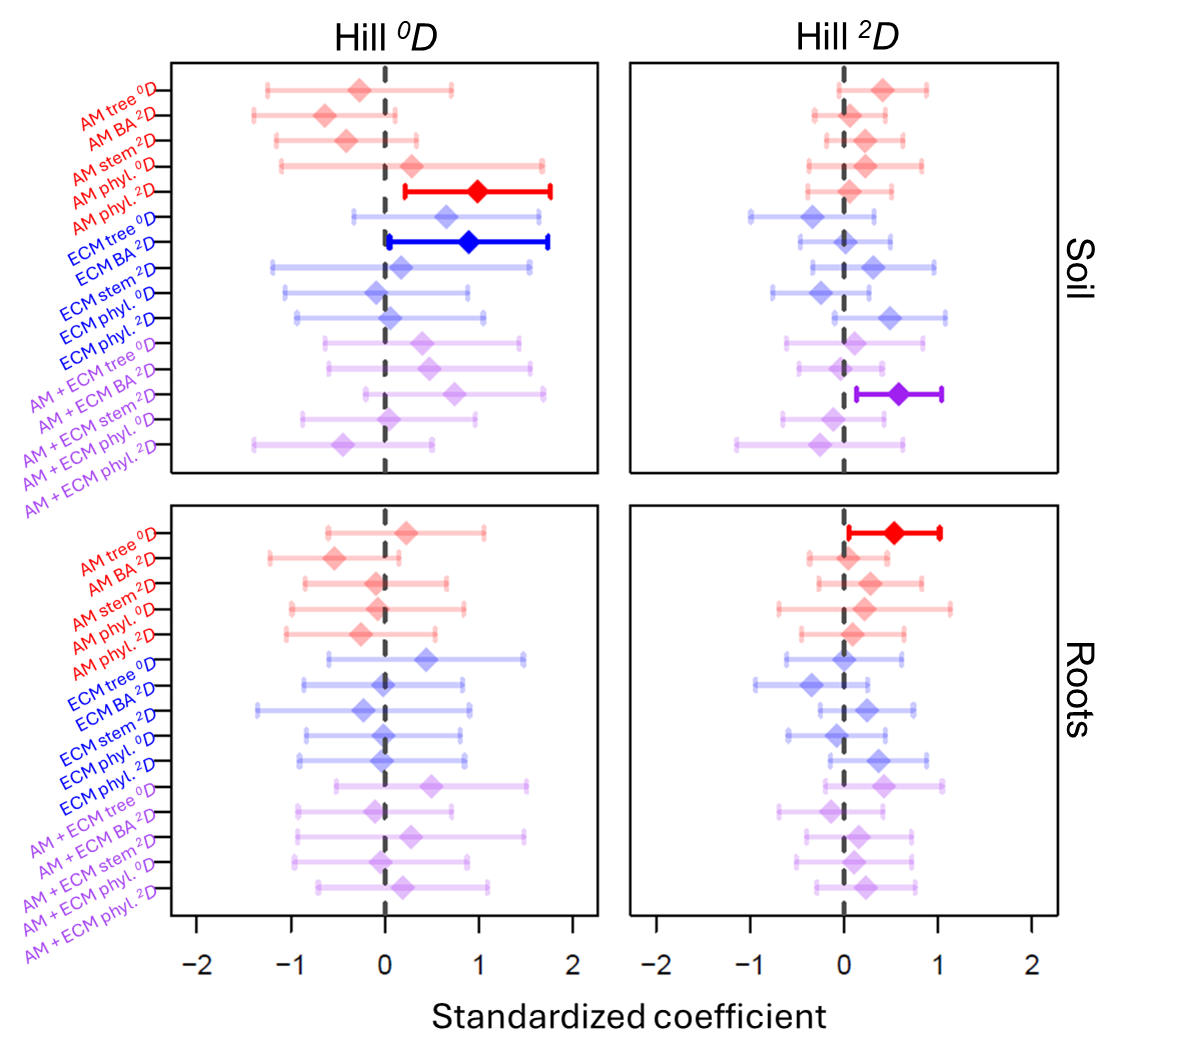 Hill ⁰D
Hill ²D
AM tree ⁰D
AM BA ²D
AM stem ²D
AM phyl. ⁰D
AM phyl. ²D
ECM tree ⁰D
ECM BA ²D
ECM stem ²D
ECM phyl. ⁰D
ECM phyl. ²D
AM + ECM tree ⁰D
AM + ECM BA ²D
AM + ECM stem ²D
AM + ECM phyl. ⁰D
AM + ECM phyl. ²D
Soil
AM tree ⁰D
AM BA ²D
AM stem ²D
AM phyl. ⁰D
AM phyl. ²D
ECM tree ⁰D
ECM BA ²D
ECM stem ²D
ECM phyl. ⁰D
ECM phyl. ²D
AM + ECM tree ⁰D
AM + ECM BA ²D
AM + ECM stem ²D
AM + ECM phyl. ⁰D
AM + ECM phyl. ²D
Roots
−2 −1 0 1 2
−2 −1 0 1 2
Standardized coefficient